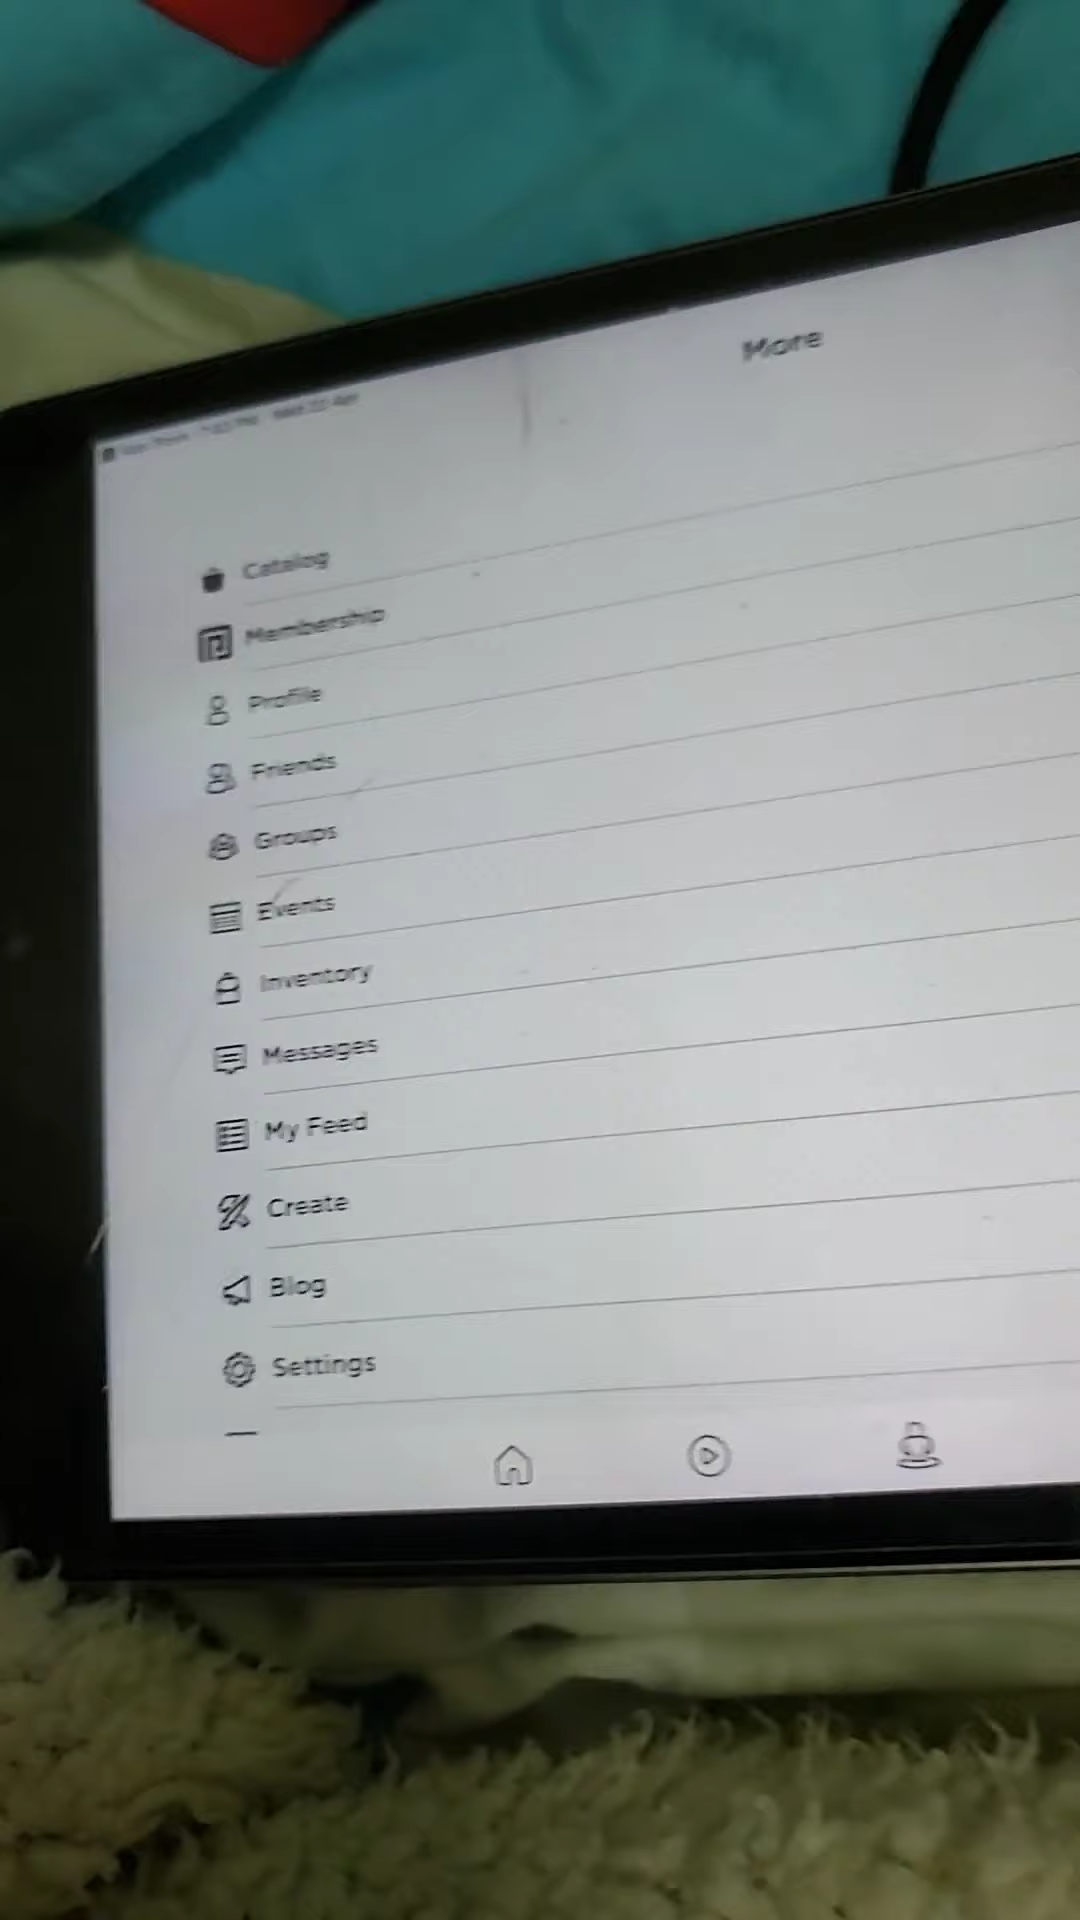 More
Catalog
Membership
Profile
Friends
Groups
Events
Inventory
Messages
My Feed
Create
Blog
Settings